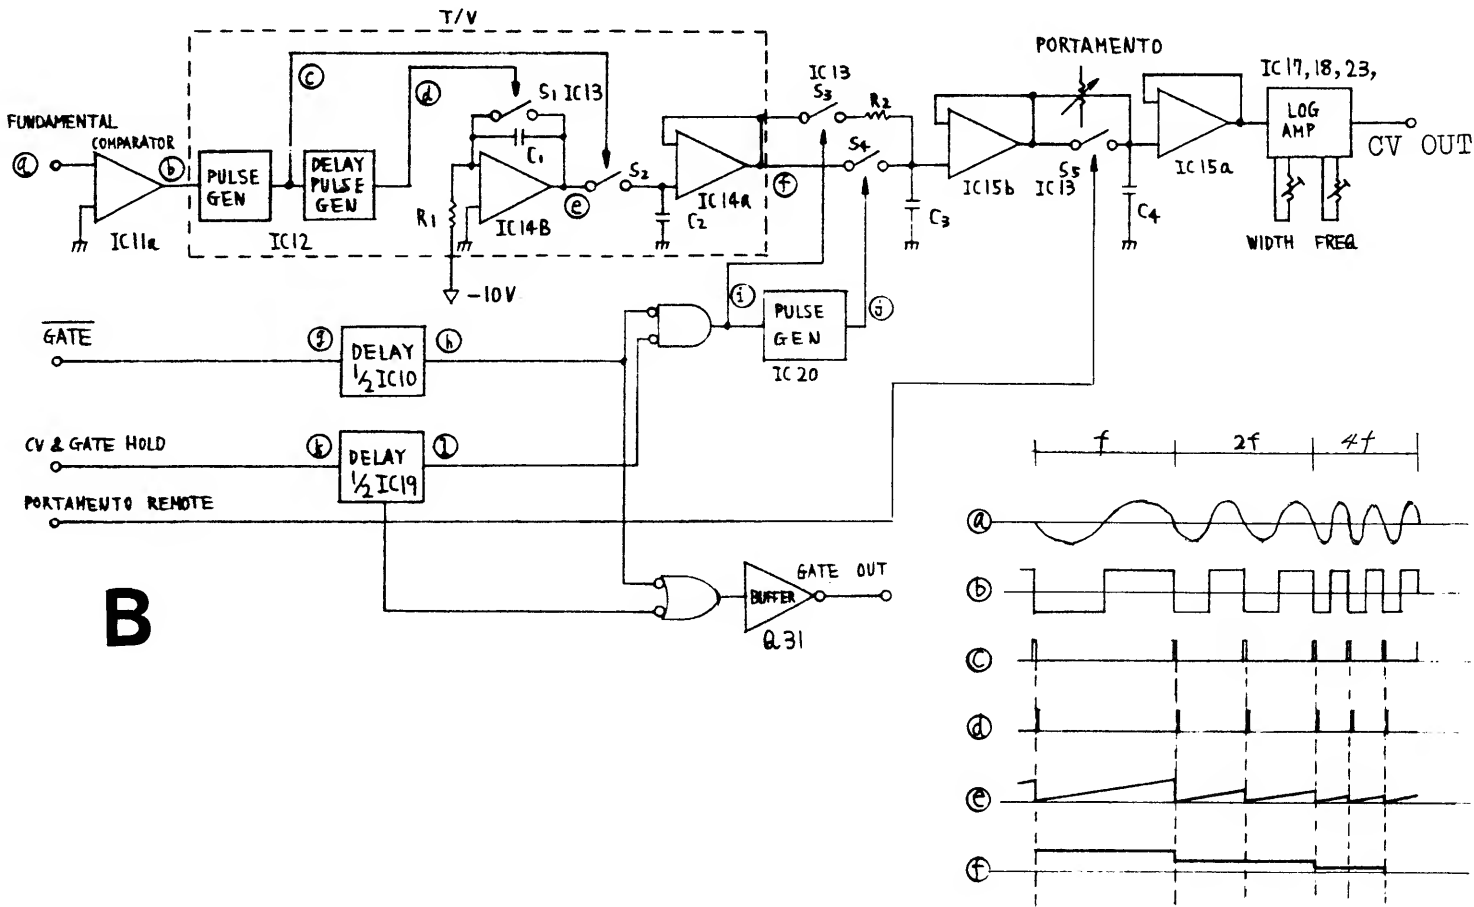 T/V
FUNDAMENTAL
a
COMPARATOR
IC11a
b
PULSE
GEN
IC12
c
DELAY
PULSE
GEN
d
S1 IC13
C1
R1
IC14B
-10V
e
S2
C2
IC14a
f
IC13
S3
R2
S4
C3
IC15b
PORTAMENTO
S5
IC13
C4
IC15a
IC17, 18, 23,
LOG
AMP
CV OUT
WIDTH FREQ
GATE
g
DELAY
1/2 IC10
h
i
PULSE
GEN
IC20
j
CV & GATE HOLD
k
DELAY
1/2 IC19
l
PORTAMENTO REMOTE
GATE OUT
BUFFER
Q31
B
f 2f 4f
a
b
c
d
e
f